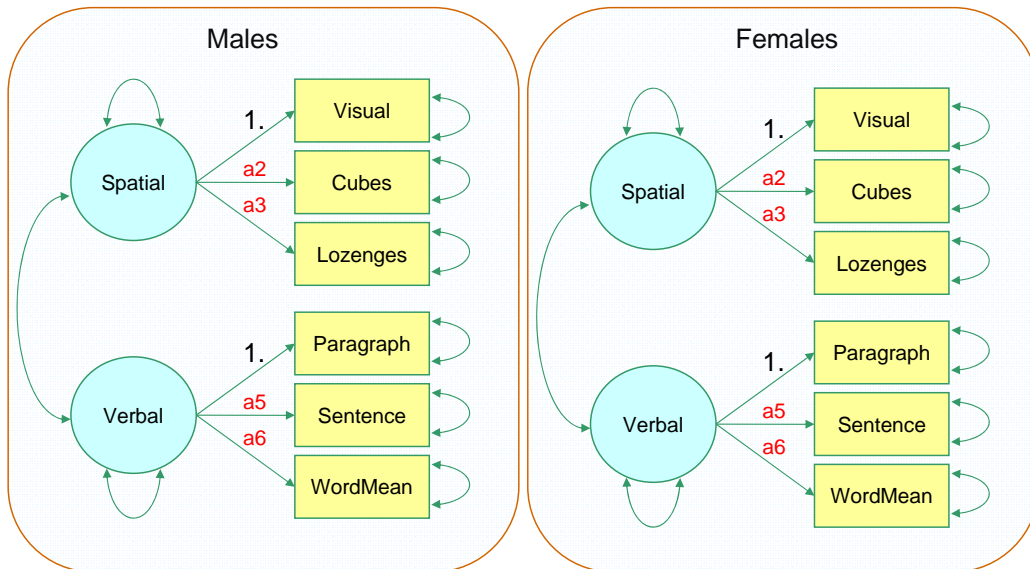 Males
1.
Visual
Spatial
a2
Cubes
a3
Lozenges
1.
Paragraph
Verbal
a5
Sentence
a6
WordMean
Females
1.
Visual
Spatial
a2
Cubes
a3
Lozenges
1.
Paragraph
Verbal
a5
Sentence
a6
WordMean